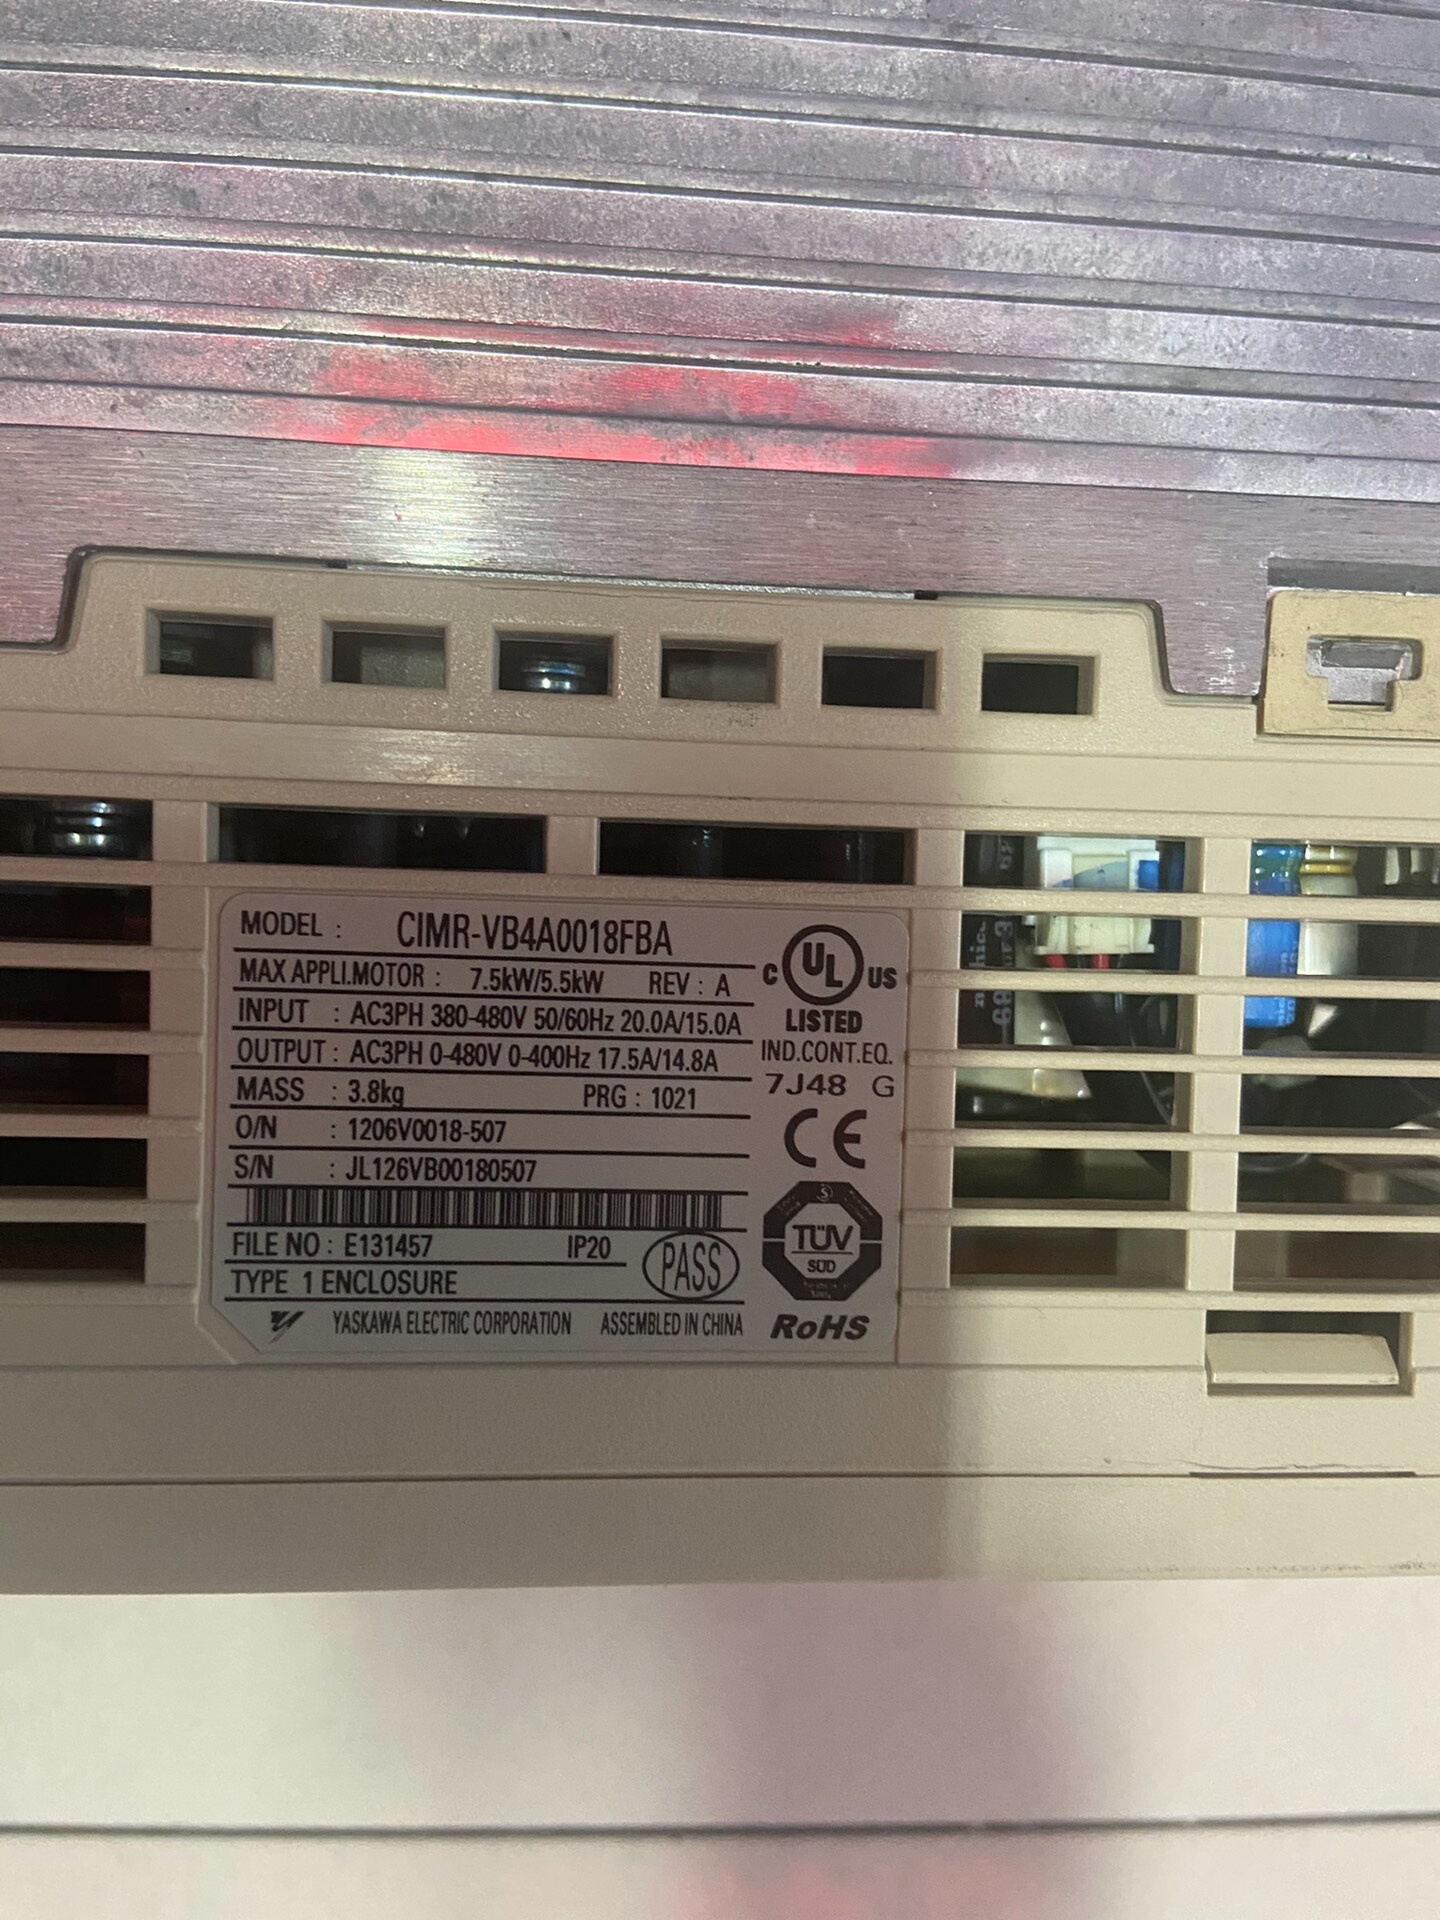 MODEL : CIMR-VB4A0018FBA
MAX APPLI.MOTOR : 7.5kW/5.5kW REV : A
INPUT : AC3PH 380-480V 50/60Hz 20.0A/15.0A
OUTPUT : AC3PH 0-480V 0-400Hz 17.5A/14.8A
MASS : 3.8kg PRG : 1021
O/N : 1206V0018-507
S/N : JL126VB00180507
FILE NO : E131457 IP20
TYPE 1 ENCLOSURE
PASS
YASKAWA ELECTRIC CORPORATION ASSEMBLED IN CHINA
C UL US
LISTED
IND.CONT.EQ.
7J48 G
CE
TÜV
SÜD
RoHS